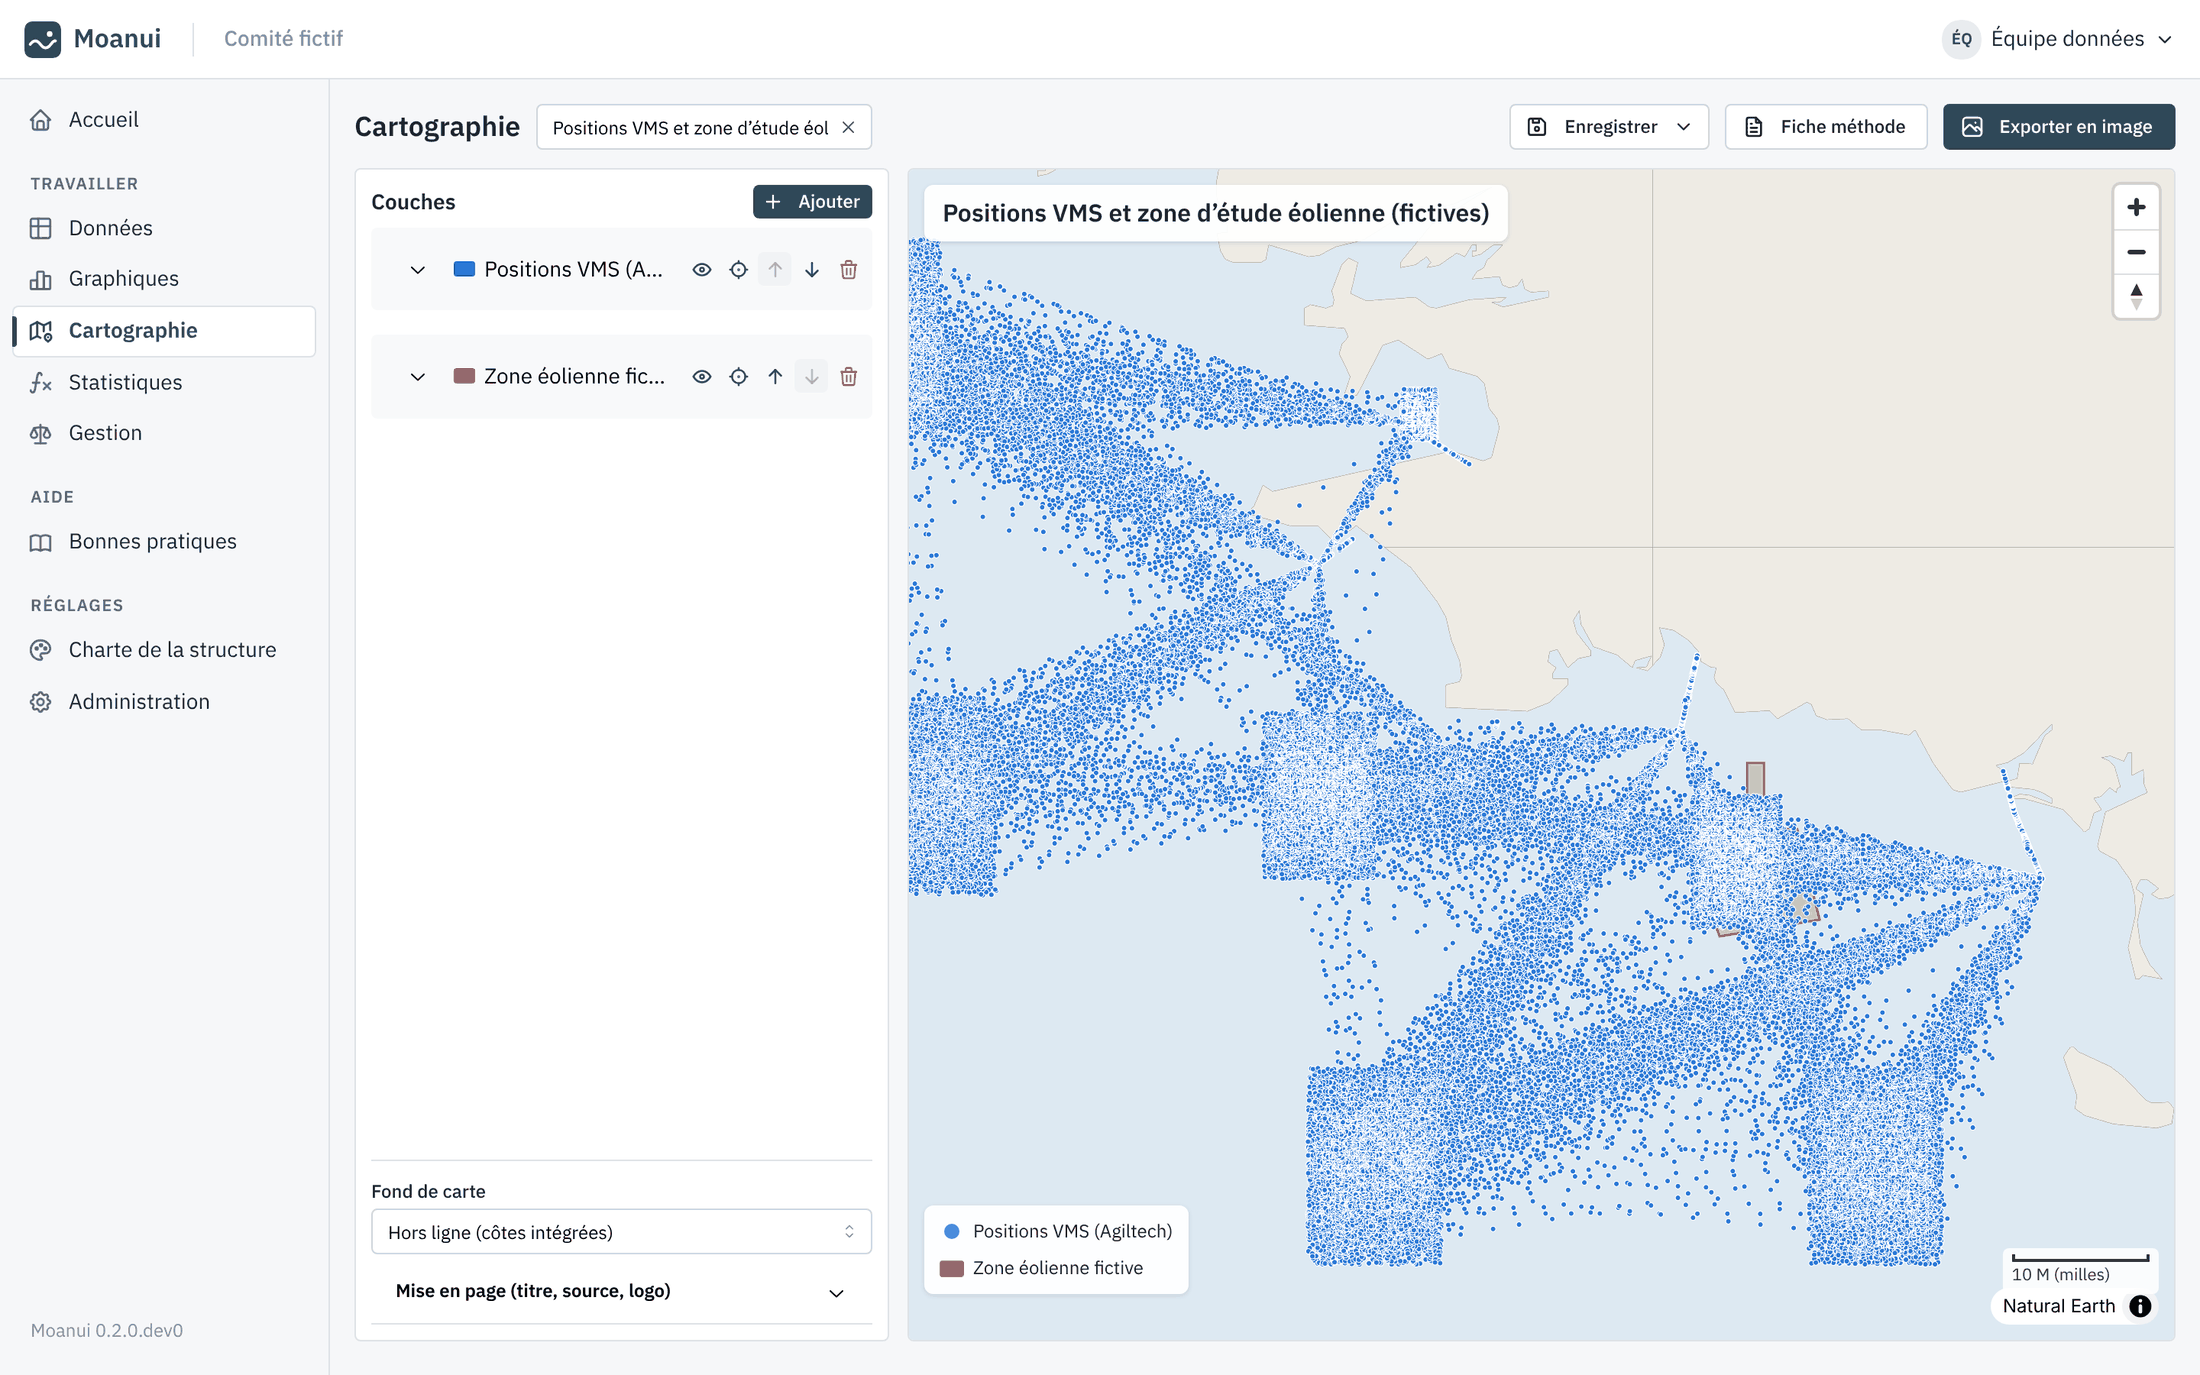 Moanui
Comité fictif
ÉQ
Équipe données
Accueil
TRAVAILLER
Données
Graphiques
Cartographie
Statistiques
Gestion
AIDE
Bonnes pratiques
RÉGLAGES
Charte de la structure
Administration
Moanui 0.2.0.dev0
Cartographie
Positions VMS et zone d’étude éol
Enregistrer
Fiche méthode
Exporter en image
Couches
Ajouter
Positions VMS (A...
Zone éolienne fic...
Fond de carte
Hors ligne (côtes intégrées)
Mise en page (titre, source, logo)
Positions VMS et zone d’étude éolienne (fictives)
Positions VMS (Agiltech)
Zone éolienne fictive
10 M (milles)
Natural Earth